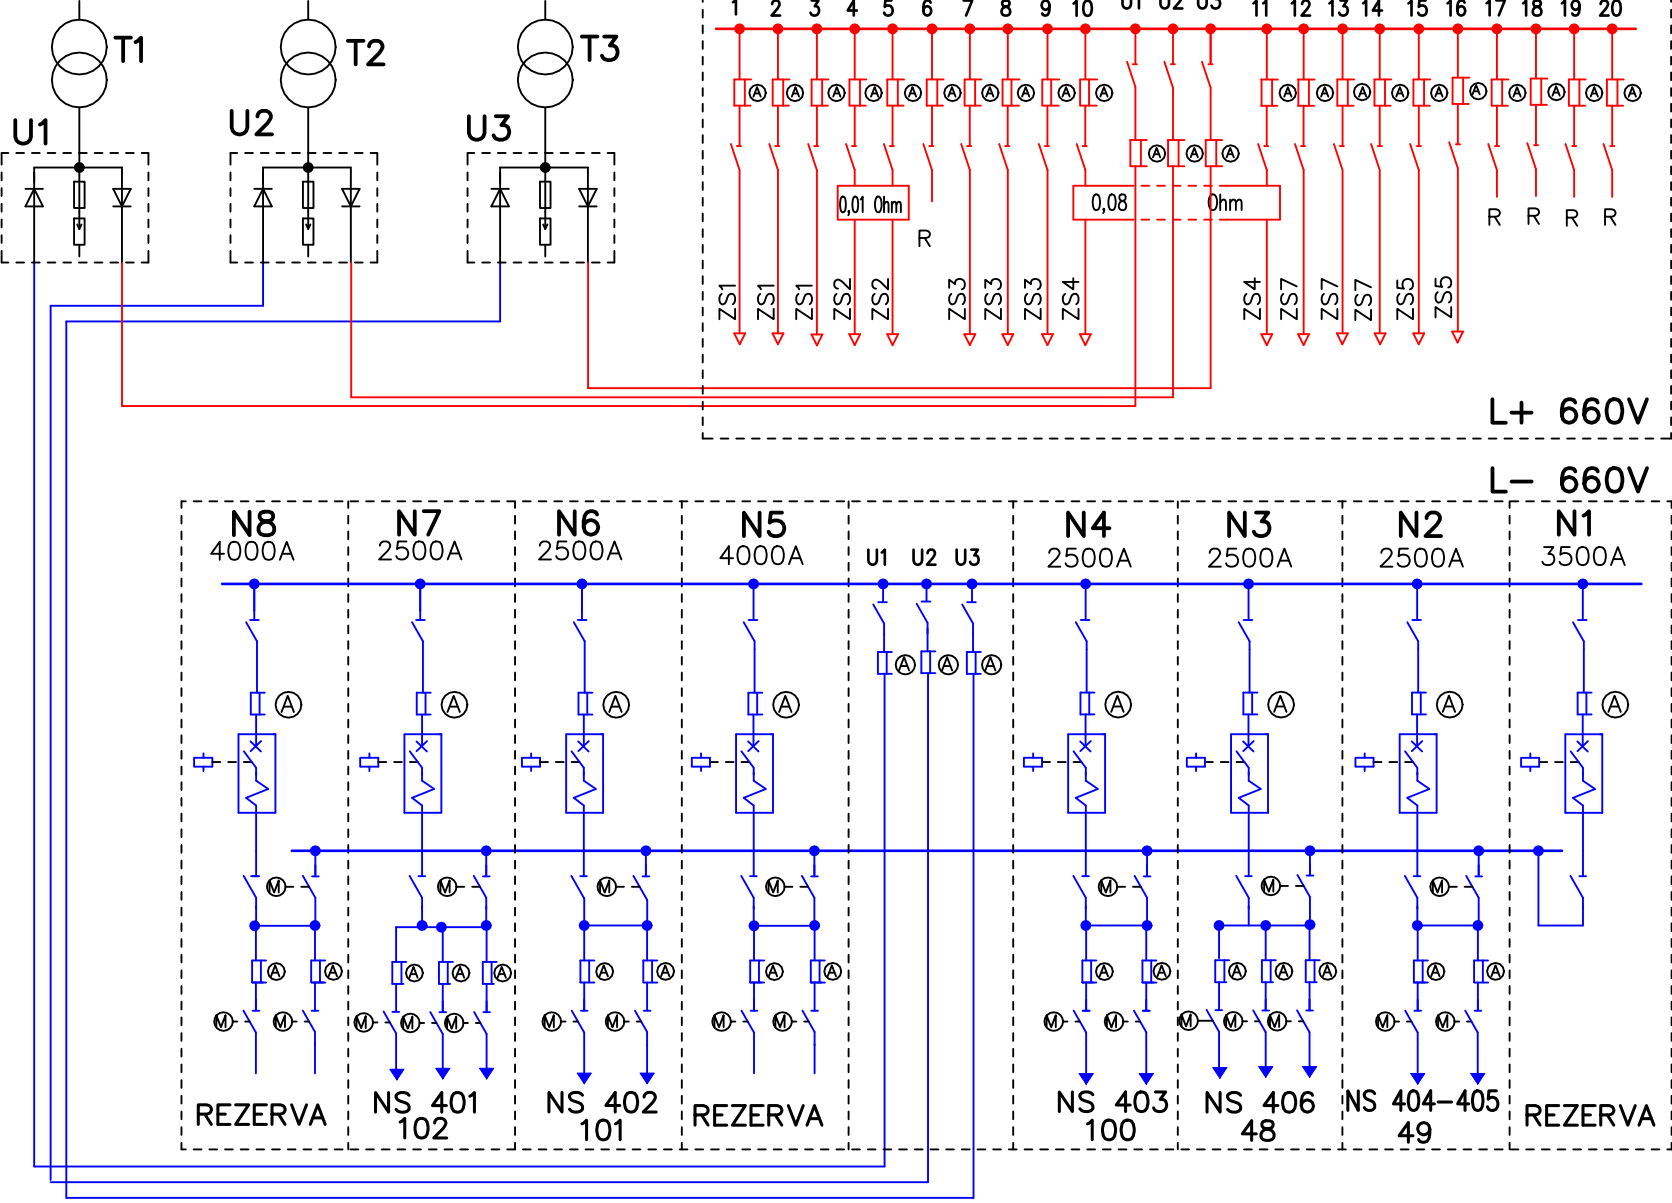 1 2 3 4 5 6 7 8 9 10 U1 U2 U3 11 12 13 14 15 16 17 18 19 20
T1 T2 T3
U1 U2 U3
A A A A A A A A A A A A A A A A A A A A
A A A
0,01 Ohm 0,08 Ohm
R R R R R
ZS1 ZS1 ZS1 ZS2 ZS2 ZS3 ZS3 ZS3 ZS4 ZS4 ZS7 ZS7 ZS7 ZS5 ZS5
L+ 660V
L- 660V
N8 N7 N6 N5 N4 N3 N2 N1
4000A 2500A 2500A 4000A U1 U2 U3 2500A 2500A 2500A 3500A
A A A
A A A A A A A A
M M M M M M M
A A A A A A A A A A A A A A A A
M M M M M M M M M M M M M M M M
REZERVA NS 401 NS 402 REZERVA NS 403 NS 406 NS 404-405 REZERVA
102 101 100 48 49